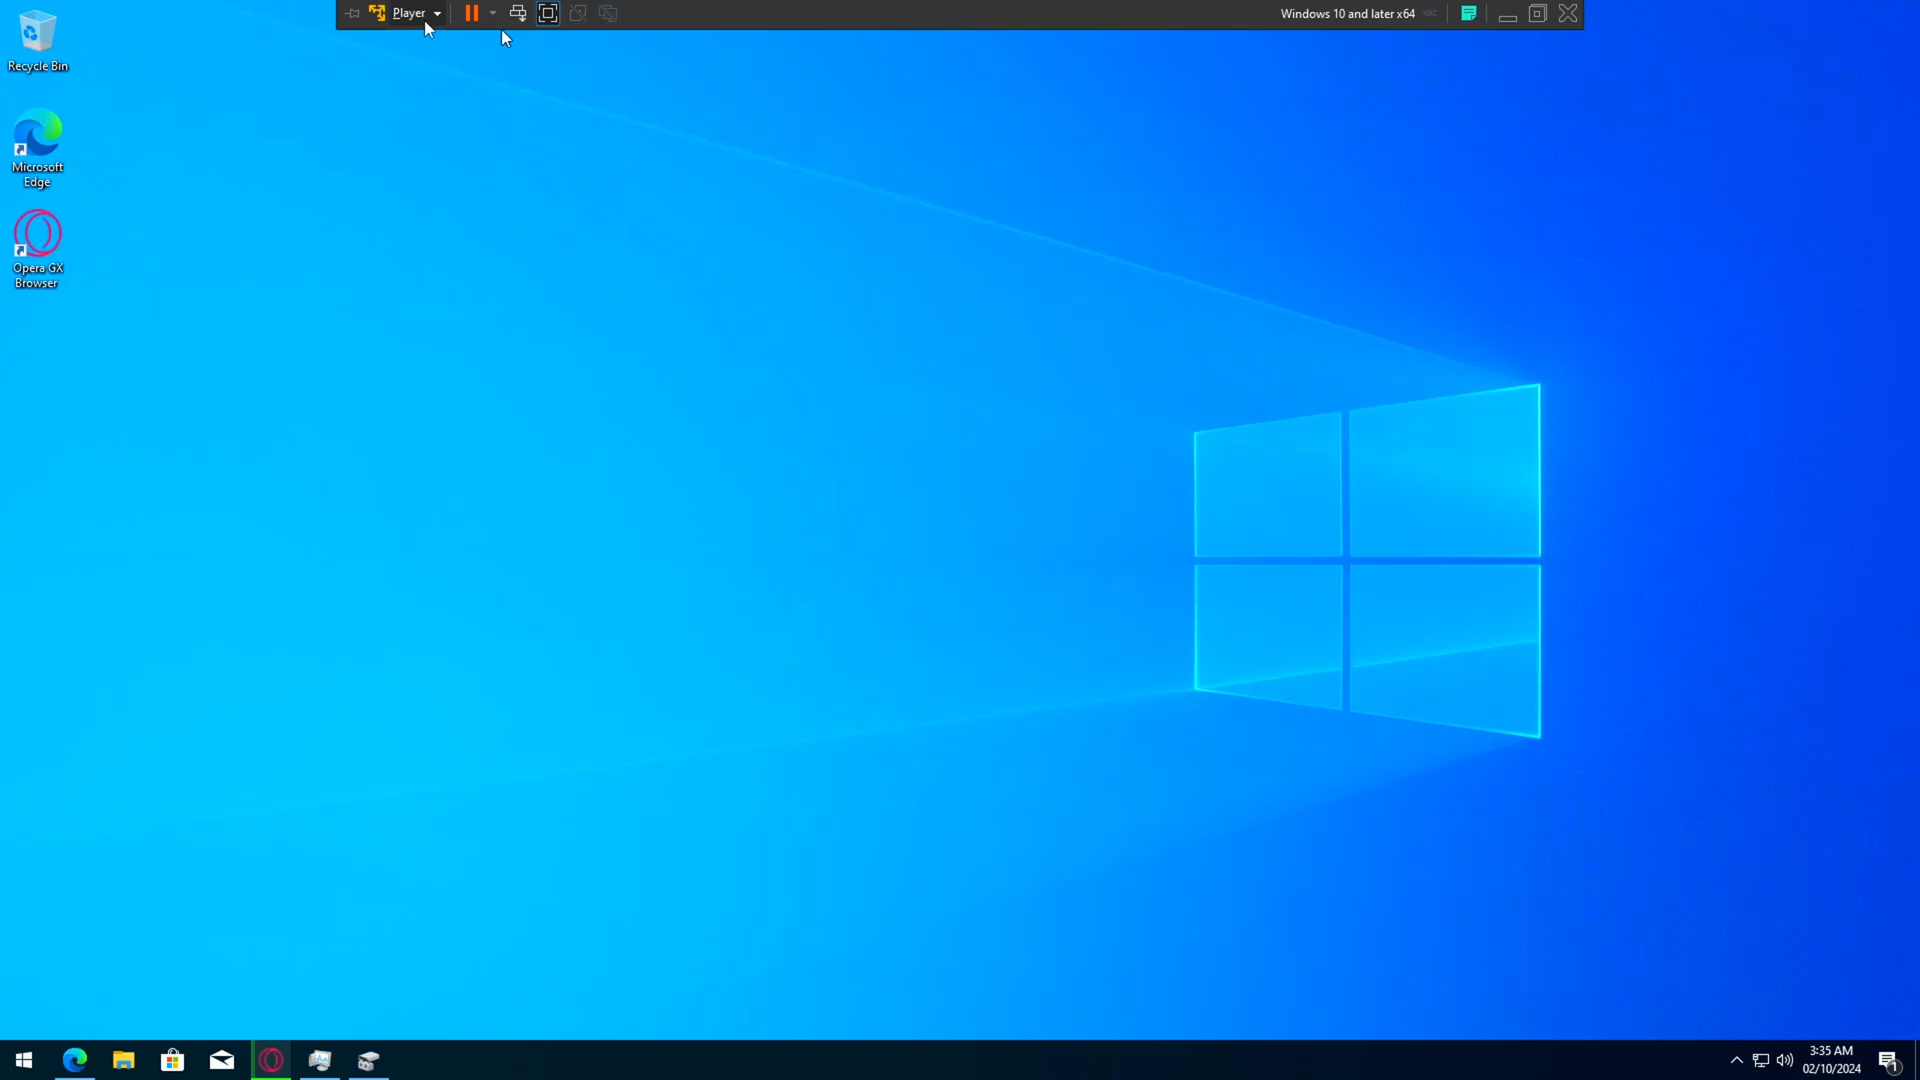 Player
Windows 10 and later x64
Recycle Bin
Microsoft
Edge
Opera GX
Browser
3:35 AM
02/10/2024
1